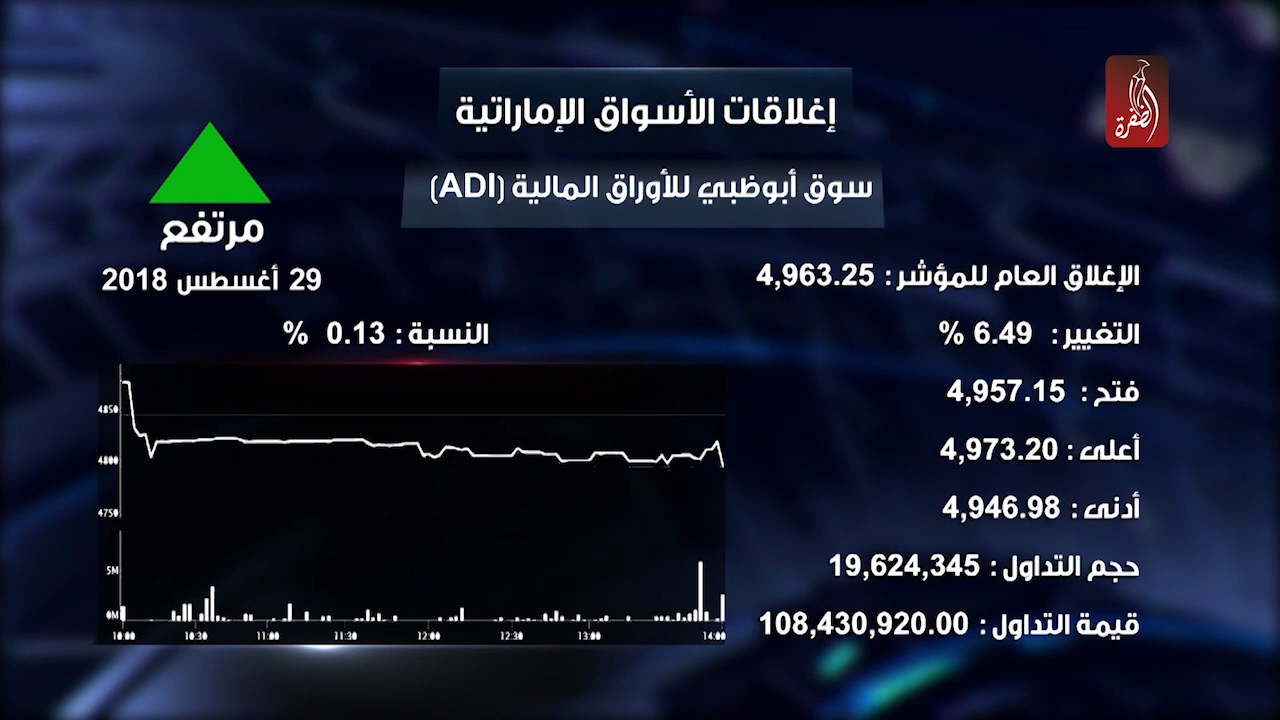 إغلاقات الأسواق الإماراتية
الظفرة
سوق أبوظبي للأوراق المالية (ADI)
مرتفع
29 أغسطس 2018
الإغلاق العام للمؤشر : 4,963.25
التغيير : 6.49 %
النسبة : 0.13 %
فتح : 4,957.15
أعلى : 4,973.20
أدنى : 4,946.98
حجم التداول : 19,624,345
قيمة التداول : 108,430,920.00
4850
4800
4750
5M
0M
10:00 10:30 11:00 11:30 12:00 12:30 13:00 14:00